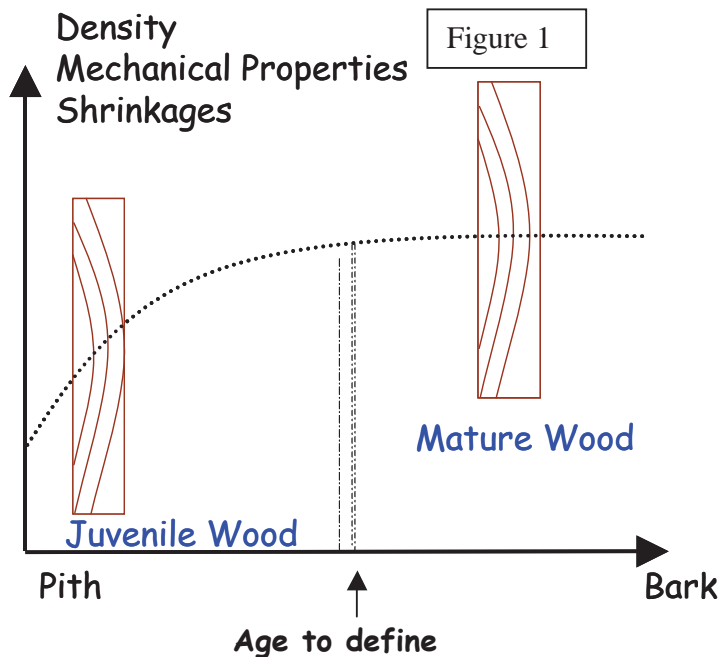 Density
Mechanical Properties
Shrinkages
Figure 1
Mature Wood
Juvenile Wood
Pith
Bark
Age to define